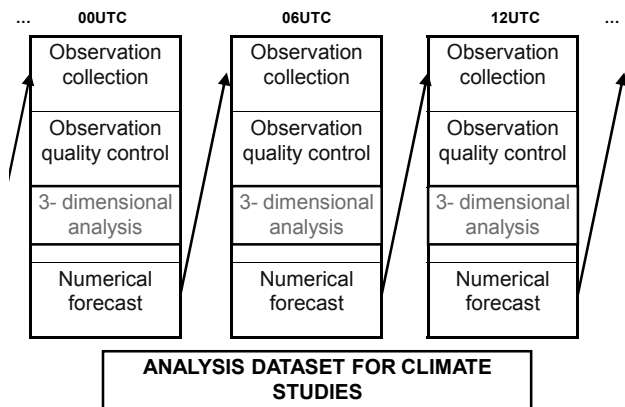 ... 00UTC 06UTC 12UTC ...
Observation collection
Observation quality control
3- dimensional analysis
Numerical forecast
Observation collection
Observation quality control
3- dimensional analysis
Numerical forecast
Observation collection
Observation quality control
3- dimensional analysis
Numerical forecast
ANALYSIS DATASET FOR CLIMATE
STUDIES